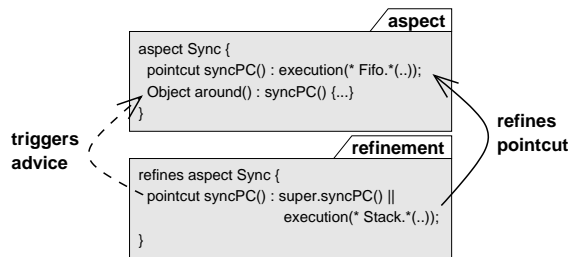 aspect
aspect Sync {
pointcut syncPC() : execution(* Fifo.*(..));
Object around() : syncPC() {...}
}
triggers
advice
refines
pointcut
refinement
refines aspect Sync {
pointcut syncPC() : super.syncPC() ||
execution(* Stack.*(..));
}